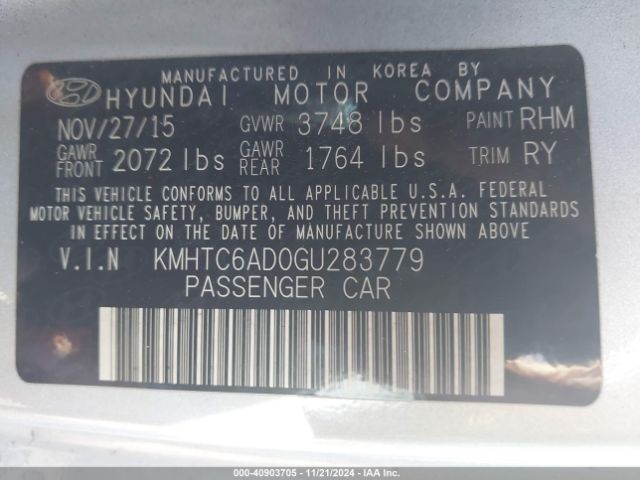 MANUFACTURED IN KOREA BY
HYUNDAI MOTOR COMPANY
NOV/27/15 GVWR 3748 lbs PAINT RHM
GAWR FRONT 2072 lbs GAWR REAR 1764 lbs TRIM RY
THIS VEHICLE CONFORMS TO ALL APPLICABLE U.S.A. FEDERAL
MOTOR VEHICLE SAFETY, BUMPER, AND THEFT PREVENTION STANDARDS
IN EFFECT ON THE DATE OF MANUFACTURE SHOWN ABOVE.
V.I.N KMHTC6AD0GU283779
PASSENGER CAR
© - 40903705 - 11/21/2024 - IAA Inc.